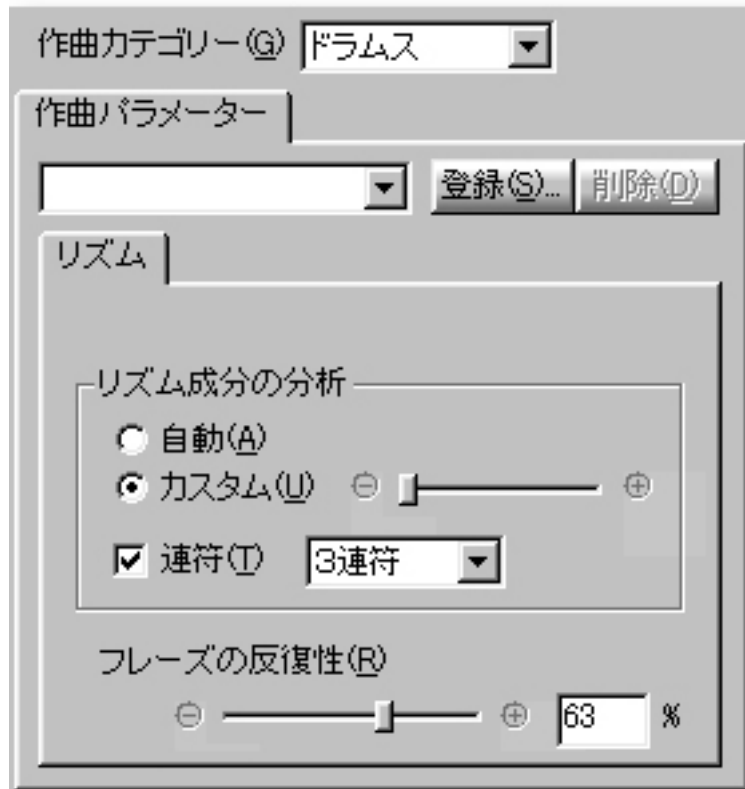 作曲カテゴリー(G) ドラムス
作曲パラメーター
登録(S)... 削除(D)
リズム
リズム成分の分析
自動(A)
カスタム(U)
連符(T) 3連符
フレーズの反復性(R)
63 %